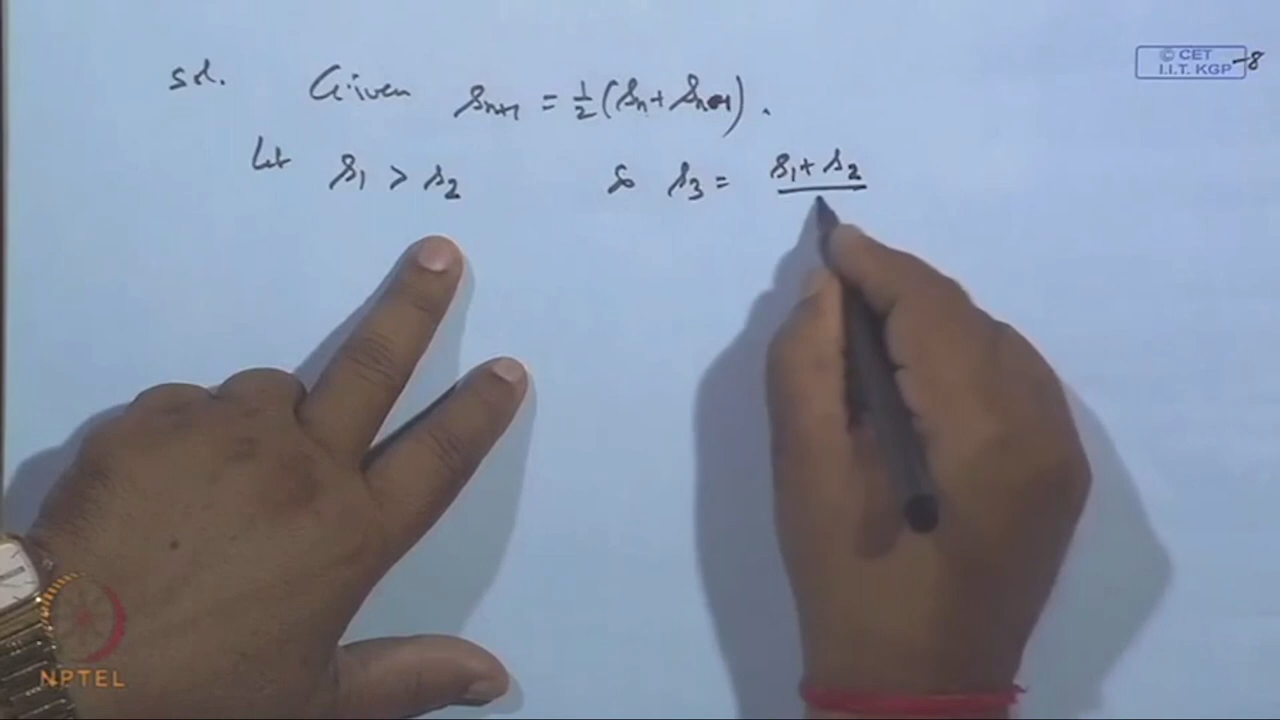 © CET
I.I.T. KGP -8
Sol. Given Sₙ₊₁ = 1/2 (Sₙ + Sₙ₋₁).
Let S₁ > S₂ So S₃ = S₁ + S₂
NPTEL